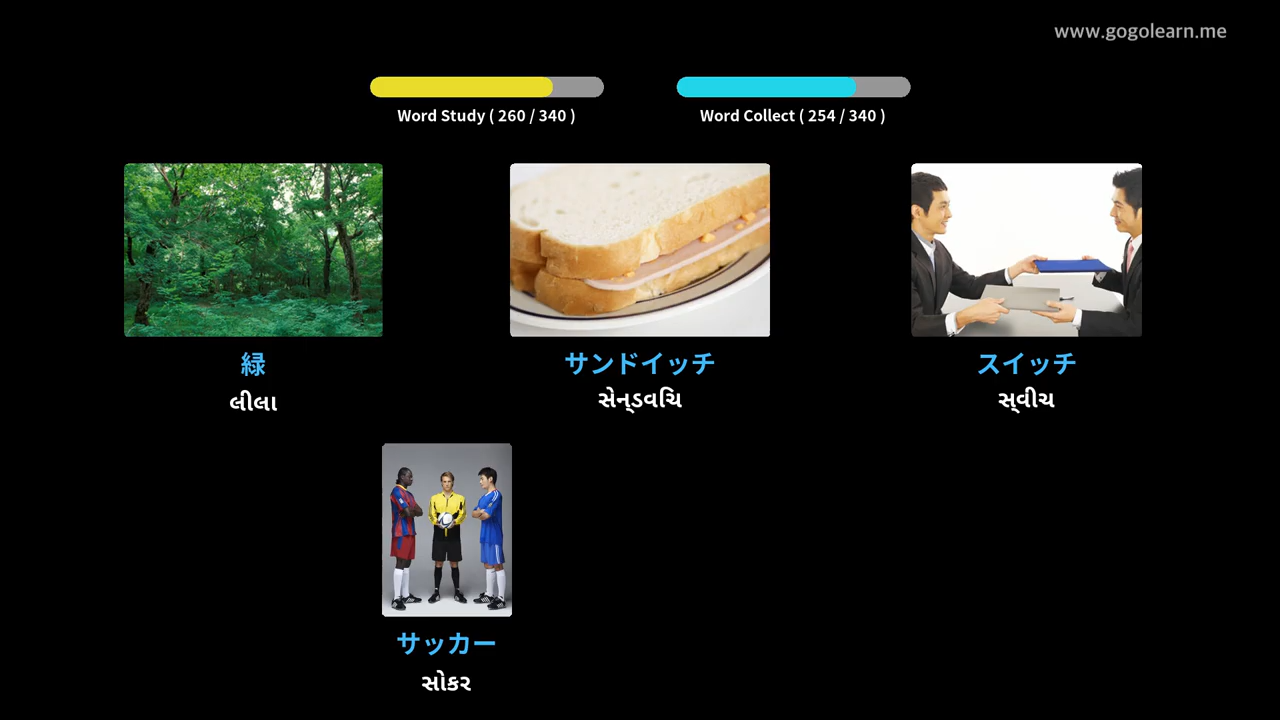 www.gogolearn.me
Word Study ( 260 / 340 )
Word Collect ( 254 / 340 )
緑
લીલા
サンドイッチ
સેન્ડવચિ
スイッチ
સ્વીચ
サッカー
સોકર